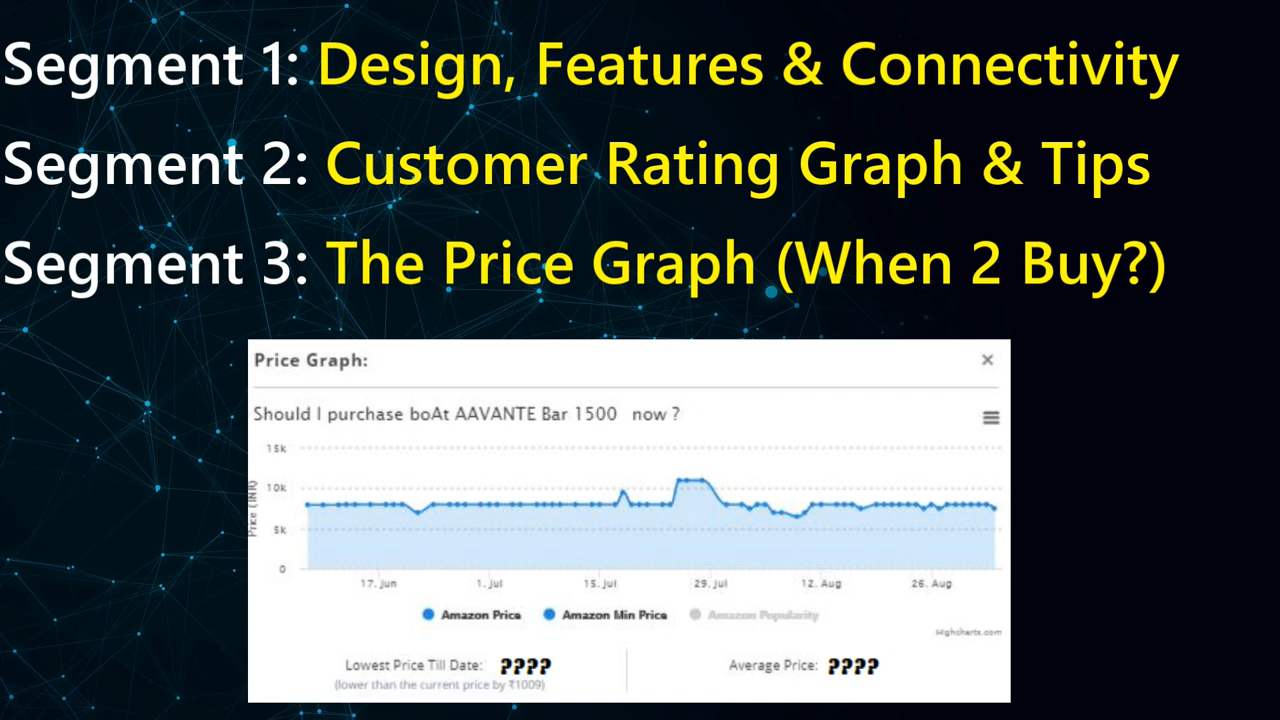 Segment 1: Design, Features & Connectivity
Segment 2: Customer Rating Graph & Tips
Segment 3: The Price Graph (When 2 Buy?)
Price Graph: ×
Should I purchase boAt AAVANTE Bar 1500 now ?
15k
10k
5k
0
Price (INR)
17. Jun 1. Jul 15. Jul 29. Jul 12. Aug 26. Aug
Amazon Price Amazon Min Price Amazon Popularity
Highcharts.com
Lowest Price Till Date: ???? Average Price: ????
(lower than the current price by ₹1009)